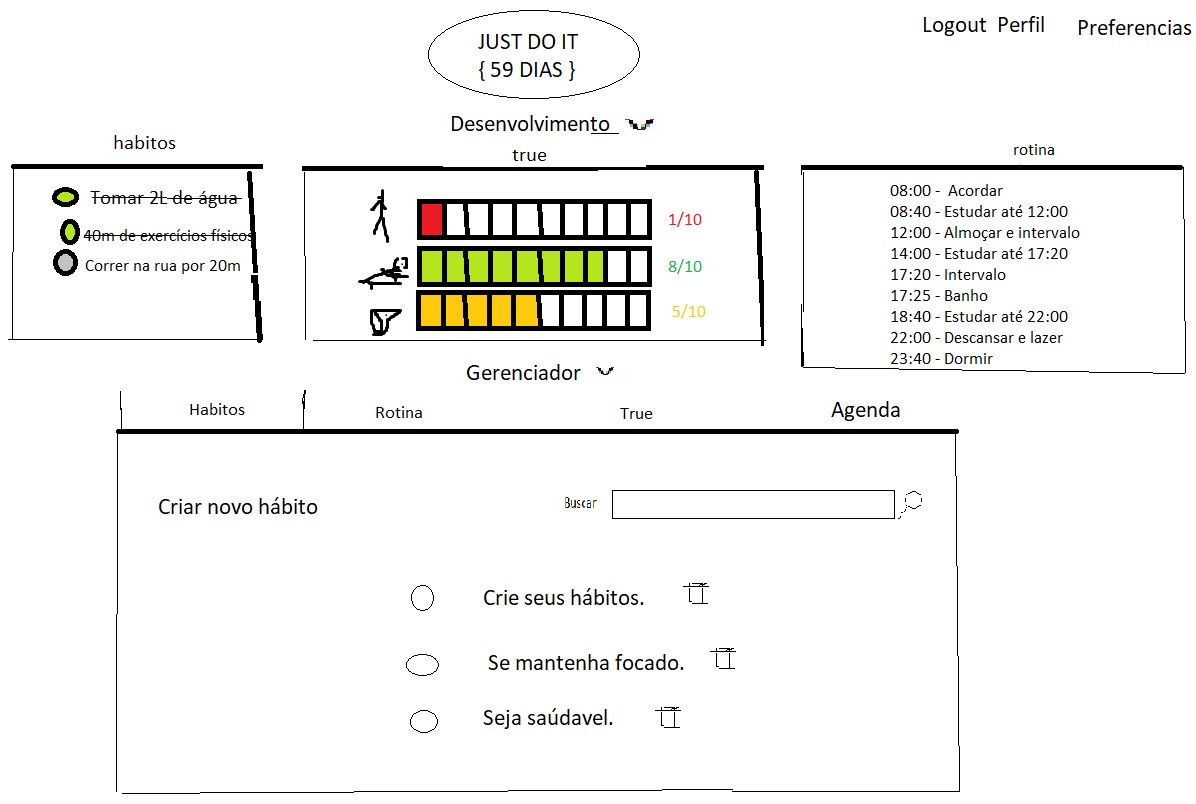 JUST DO IT
{ 59 DIAS }
Logout Perfil Preferencias
Desenvolvimento
habitos
Tomar 2L de água
40m de exercícios físicos
Correr na rua por 20m
true
1/10
8/10
5/10
rotina
08:00 - Acordar
08:40 - Estudar até 12:00
12:00 - Almoçar e intervalo
14:00 - Estudar até 17:20
17:20 - Intervalo
17:25 - Banho
18:40 - Estudar até 22:00
22:00 - Descansar e lazer
23:40 - Dormir
Gerenciador
Habitos Rotina True Agenda
Criar novo hábito
Buscar
Crie seus hábitos.
Se mantenha focado.
Seja saúdavel.